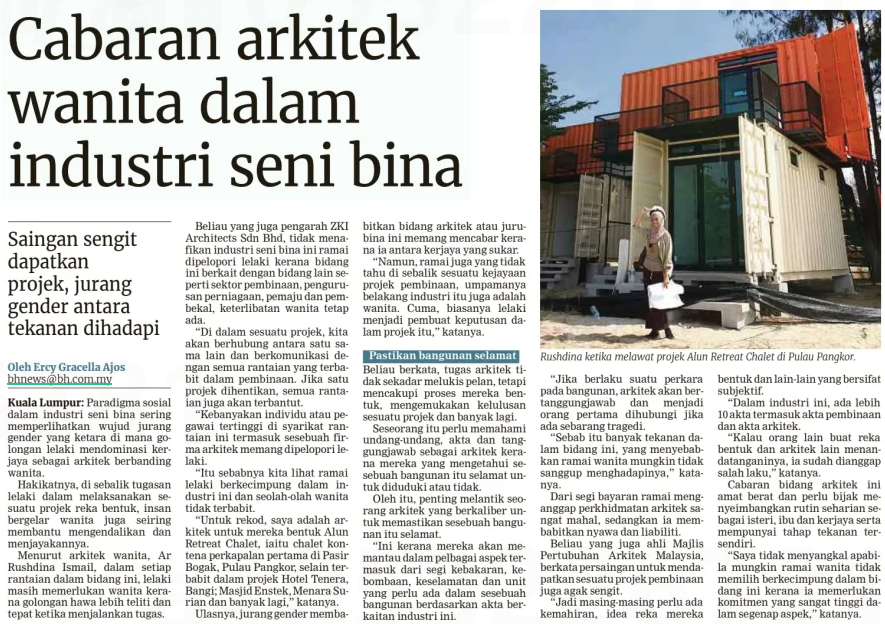 Cabaran arkitek
wanita dalam
industri seni bina
Saingan sengit
dapatkan
projek, jurang
gender antara
tekanan dihadapi
Oleh Ercy Gracella Ajos
bhnews@bh.com.my
Kuala Lumpur: Paradigma sosial
dalam industri seni bina sering
memperlihatkan wujud jurang
gender yang ketara di mana go-
longan lelaki mendominasi ker-
jaya sebagai arkitek berbanding
wanita.
Hakikatnya, di sebalik tugasan
lelaki dalam melaksanakan se-
suatu projek reka bentuk, insan
bergelar wanita juga seiring
membantu mengendalikan dan
menjayakannya.
Menurut arkitek wanita, Ar
Rushdina Ismail, dalam setiap
rantaian dalam bidang ini, lelaki
masih memerlukan wanita kera-
na golongan hawa lebih teliti dan
tepat ketika menjalankan tugas.
Beliau yang juga pengarah ZKI
Architects Sdn Bhd, tidak mena-
fikan industri seni bina ini ramai
dipelopori lelaki kerana bidang
ini berkait dengan bidang lain se-
perti sektor pembinaan, penguru-
san perniagaan, pemaju dan pem-
bekal, keterlibatan wanita tetap
ada.
"Di dalam sesuatu projek, kita
akan berhubung antara satu sa-
ma lain dan berkomunikasi de-
ngan semua rantaian yang terba-
bit dalam pembinaan. Jika satu
projek dihentikan, semua ranta-
ian juga akan terbantut.
"Kebanyakan individu atau pe-
gawai tertinggi di syarikat ran-
taian ini termasuk sesebuah fir-
ma arkitek memang dipelopori le-
laki.
"Itu sebabnya kita lihat ramai
lelaki berkecimpung dalam in-
dustri ini dan seolah-olah wanita
tidak terbabit.
"Untuk rekod, saya adalah ar-
kitek untuk mereka bentuk Alun
Retreat Chalet, iaitu chalet kon-
tena perkapalan pertama di Pasir
Bogak, Pulau Pangkor, selain ter-
babit dalam projek Hotel Tenera,
Bangi; Masjid Enstek, Menara Su-
rian dan banyak lagi," katanya.
Ulasnya, jurang gender memba-
bitkan bidang arkitek atau juru-
bina ini memang mencabar kera-
na ia antara kerjaya yang sukar.
"Namun, ramai juga yang tidak
tahu di sebalik sesuatu kejayaan
projek pembinaan, umpamanya
belakang industri itu juga adalah
wanita. Cuma, biasanya lelaki
menjadi pembuat keputusan da-
lam projek itu," katanya.
Pastikan bangunan selamat
Beliau berkata, tugas arkitek ti-
dak sekadar melukis pelan, tetapi
mencakupi proses mereka ben-
tuk, mengemukakan kelulusan
sesuatu projek dan banyak lagi.
Seseorang itu perlu memahami
undang-undang, akta dan tang-
gungjawab sebagai arkitek kera-
na mereka yang mengetahui se-
sebuah bangunan itu selamat un-
tuk diduduki atau tidak.
Oleh itu, penting melantik seo-
rang arkitek yang berkaliber un-
tuk memastikan sesebuah bangu-
nan itu selamat.
"Ini kerana mereka akan me-
mantau dalam pelbagai aspek ter-
masuk dari segi kebakaran, ke-
bombaan, keselamatan dan unit
yang perlu ada dalam sesebuah
bangunan berdasarkan akta ber-
kaitan industri ini.
Rushdina ketika melawat projek Alun Retreat Chalet di Pulau Pangkor.
"Jika berlaku suatu perkara
pada bangunan, arkitek akan ber-
tanggungjawab dan menjadi
orang pertama dihubungi jika
ada sebarang tragedi.
"Sebab itu banyak tekanan da-
lam bidang ini, yang menyebab-
kan ramai wanita mungkin tidak
sanggup menghadapinya," kata-
nya.
Dari segi bayaran ramai meng-
anggap perkhidmatan arkitek sa-
ngat mahal, sedangkan ia mem-
babitkan nyawa dan liabiliti.
Beliau yang juga ahli Majlis
Pertubuhan Arkitek Malaysia,
berkata persaingan untuk menda-
patkan sesuatu projek pembinaan
juga agak sengit.
"Jadi masing-masing perlu ada
kemahiran, idea reka mereka
bentuk dan lain-lain yang bersifat
subjektif.
"Dalam industri ini, ada lebih
10 akta termasuk akta pembinaan
dan akta arkitek.
"Kalau orang lain buat reka
bentuk dan arkitek lain menan-
datanganinya, ia sudah dianggap
salah laku," katanya.
Cabaran bidang arkitek ini
amat berat dan perlu bijak me-
nyeimbangkan rutin seharian se-
bagai isteri, ibu dan kerjaya serta
mempunyai tahap tekanan ter-
sendiri.
"Saya tidak menyangkal apabi-
la mungkin ramai wanita tidak
memilih berkecimpung dalam bi-
dang ini kerana ia memerlukan
komitmen yang sangat tinggi da-
lam segenap aspek," katanya.